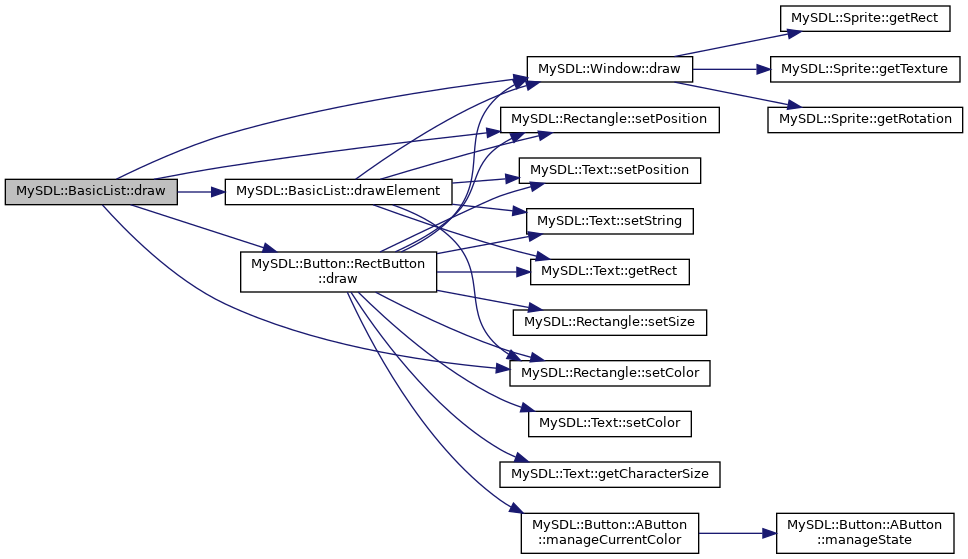 MySDL::BasicList::draw
MySDL::BasicList::drawElement
MySDL::Button::RectButton
::draw
MySDL::Window::draw
MySDL::Rectangle::setPosition
MySDL::Text::setPosition
MySDL::Text::setString
MySDL::Text::getRect
MySDL::Rectangle::setSize
MySDL::Rectangle::setColor
MySDL::Text::setColor
MySDL::Text::getCharacterSize
MySDL::Button::AButton
::manageCurrentColor
MySDL::Sprite::getRect
MySDL::Sprite::getTexture
MySDL::Sprite::getRotation
MySDL::Button::AButton
::manageState